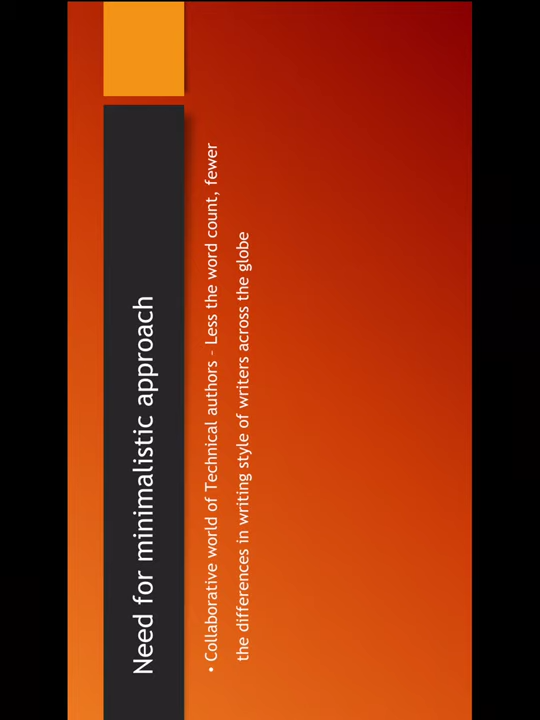 Need for minimalistic approach
• Collaborative world of Technical authors – Less the word count, fewer
the differences in writing style of writers across the globe